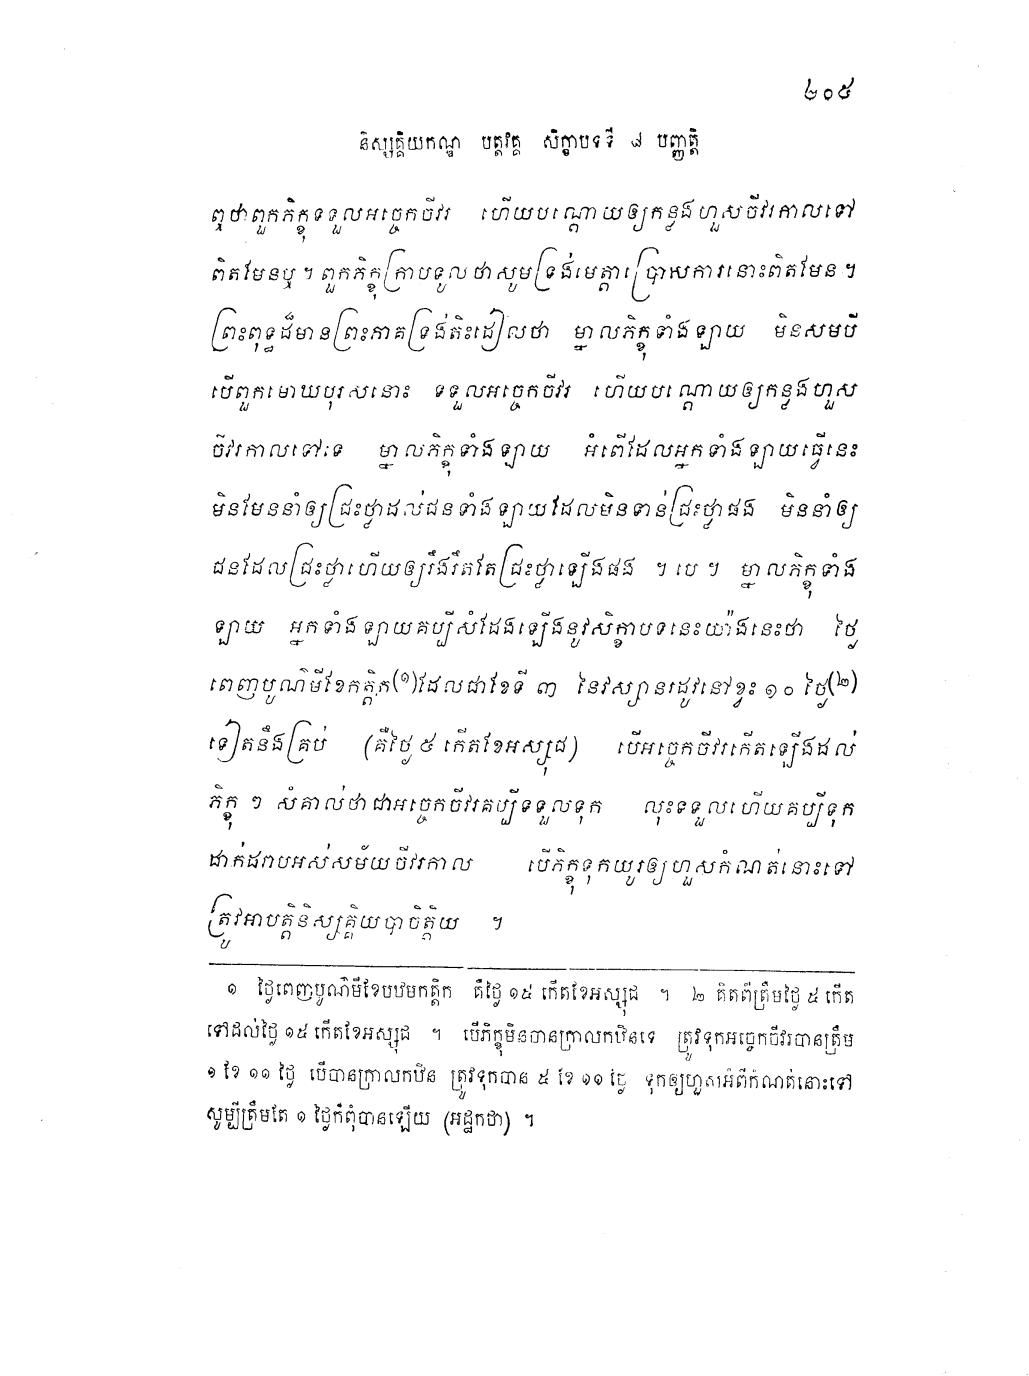 ២០៥
និស្សគ្គិយកណ្ឌ បត្តវគ្គ សិក្ខាបទទី ៨ បញ្ញត្តិ
ឮថាពួកភិក្ខុទទួលអច្ចេកចីវរ ហើយបណ្តោយឲ្យកន្លងហួសចីវរកាលទៅ
ពិតមែនឬ ។ ពួកភិក្ខុក្រាបទូលថាសូមទ្រង់មេត្តាប្រោសការនោះពិតមែន ។
ព្រះពុទ្ធដ៏មានព្រះភាគទ្រង់តិះដៀលថា ម្នាលភិក្ខុទាំងឡាយ មិនសមបី
បើពួកមោឃបុរសនោះ ទទួលអច្ចេកចីវរ ហើយបណ្តោយឲ្យកន្លងហួស
ចីវរកាលទៅទេ ម្នាលភិក្ខុទាំងឡាយ អំពើដែលអ្នកទាំងឡាយធ្វើនេះ
មិនមែននាំឲ្យជ្រះថ្លាដល់ជនទាំងឡាយដែលមិនទាន់ជ្រះថ្លាផង មិននាំឲ្យ
ជនដែលជ្រះថ្លាហើយឲ្យរឹងរឹតតែជ្រះថ្លាឡើងផង ។ បេ ។ ម្នាលភិក្ខុទាំង
ឡាយ អ្នកទាំងឡាយគប្បីសំដែងឡើងនូវសិក្ខាបទនេះយ៉ាងនេះថា ថ្ងៃ
ពេញបូណ៌មីខែកត្តិក(១)ដែលជាខែទី ៣ នៃវស្សានរដូវនៅខ្វះ ១០ ថ្ងៃ(២)
ទៀតនឹងគ្រប់ (គឺថ្ងៃ ៥ កើតខែអស្សុជ) បើអច្ចេកចីវរកើតឡើងដល់
ភិក្ខុ ៗ សំគាល់ថាជាអច្ចេកចីវរគប្បីទទួលទុក លុះទទួលហើយគប្បីទុក
ដាក់ដរាបអស់សម័យចីវរកាល បើភិក្ខុទុកយូរឲ្យហួសកំណត់នោះទៅ
ត្រូវអាបត្តិនិស្សគ្គិយបាចិត្តិយ ។
១ ថ្ងៃពេញបូណ៌មីខែបឋមកត្តិក គឺថ្ងៃ ១៥ កើតខែអស្សុជ ។ ២ គិតពីត្រឹមថ្ងៃ ៥ កើត
ទៅដល់ថ្ងៃ ១៥ កើតខែអស្សុជ ។ បើភិក្ខុមិនបានក្រាលកឋិនទេ ត្រូវទុកអច្ចេកចីវរបានត្រឹម
១ ខែ ១១ ថ្ងៃ បើបានក្រាលកឋិន ត្រូវទុកបាន ៥ ខែ ១១ ថ្ងៃ ទុកឲ្យហួសអំពីកំណត់នោះទៅ
សូម្បីត្រឹមតែ ១ ថ្ងៃក៏ពុំបានឡើយ (អដ្ឋកថា) ។